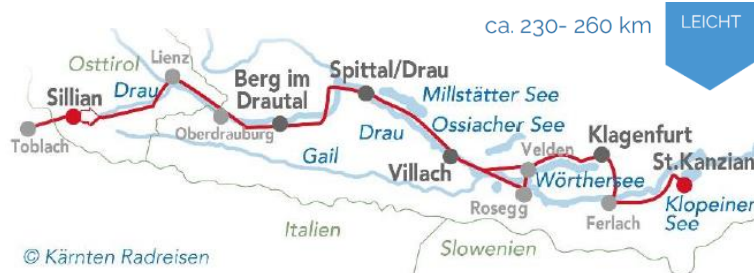 ca. 230- 260 km
LEICHT
Lienz
Osttirol
Sillian
Drau
Toblach
Berg im
Drautal
Oberdrauburg
Spittal/Drau
Millstätter See
Ossiacher See
Drau
Gail
Villach
Velden
Klagenfurt
Wörthersee
St.Kanzian
Rosegg
Ferlach
Klopeiner
See
Italien
Slowenien
© Kärnten Radreisen